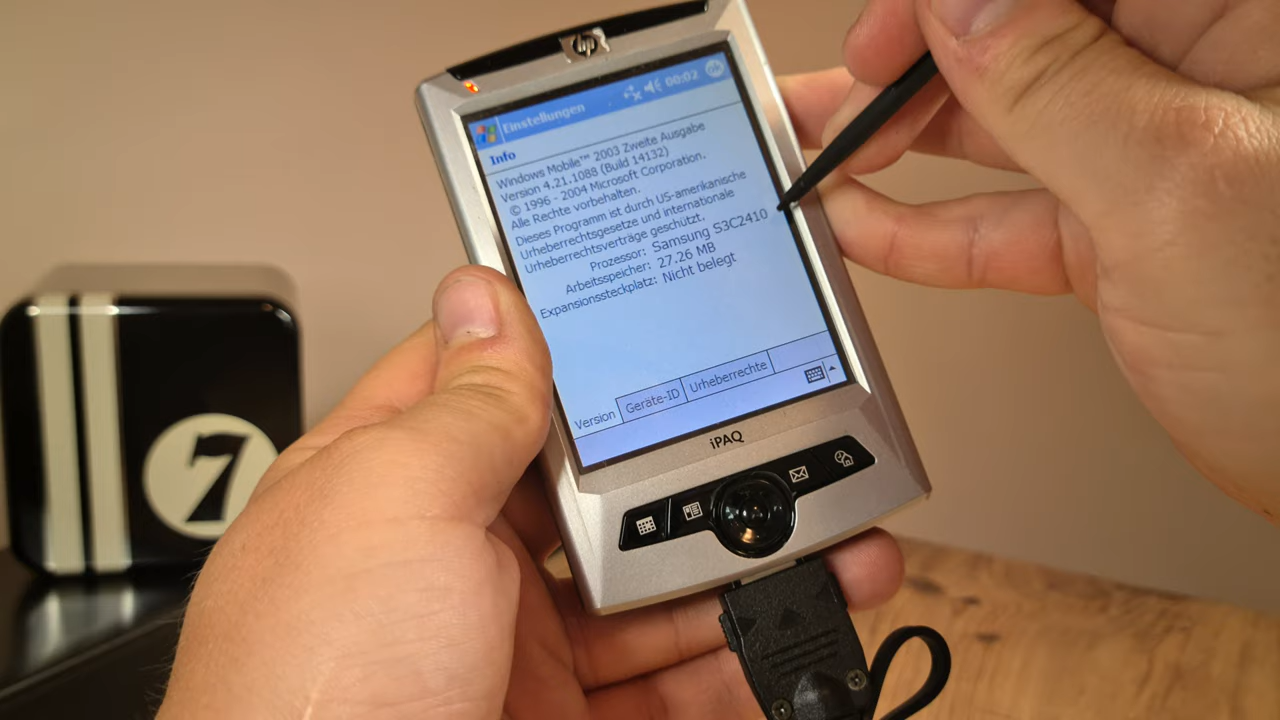 hp
Einstellungen
00:02
ok
Info
Windows Mobile™ 2003 Zweite Ausgabe
Version 4.21.1088 (Build 14132)
© 1996 - 2004 Microsoft Corporation.
Alle Rechte vorbehalten.
Dieses Programm ist durch US-amerikanische
Urheberrechtsgesetze und internationale
Urheberrechtsverträge geschützt.
Prozessor: Samsung S3C2410
Arbeitsspeicher: 27.26 MB
Expansionssteckplatz: Nicht belegt
Version Geräte-ID Urheberrechte
iPAQ
7